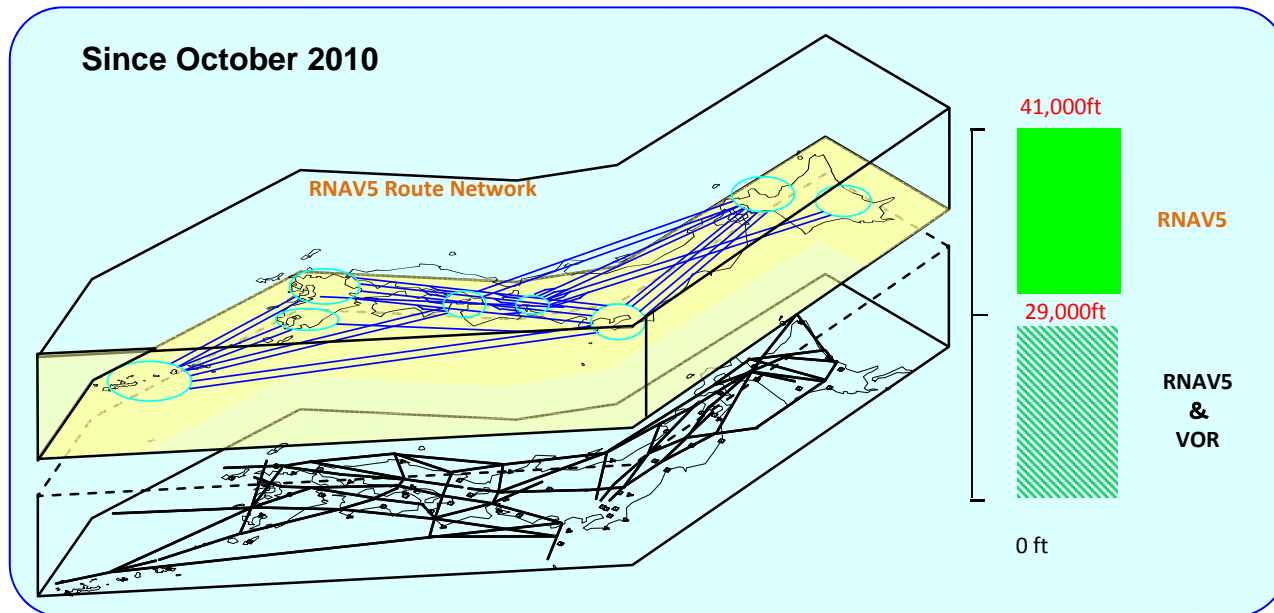 Since October 2010
41,000ft
RNAV5 Route Network
RNAV5
29,000ft
RNAV5
&
VOR
0 ft